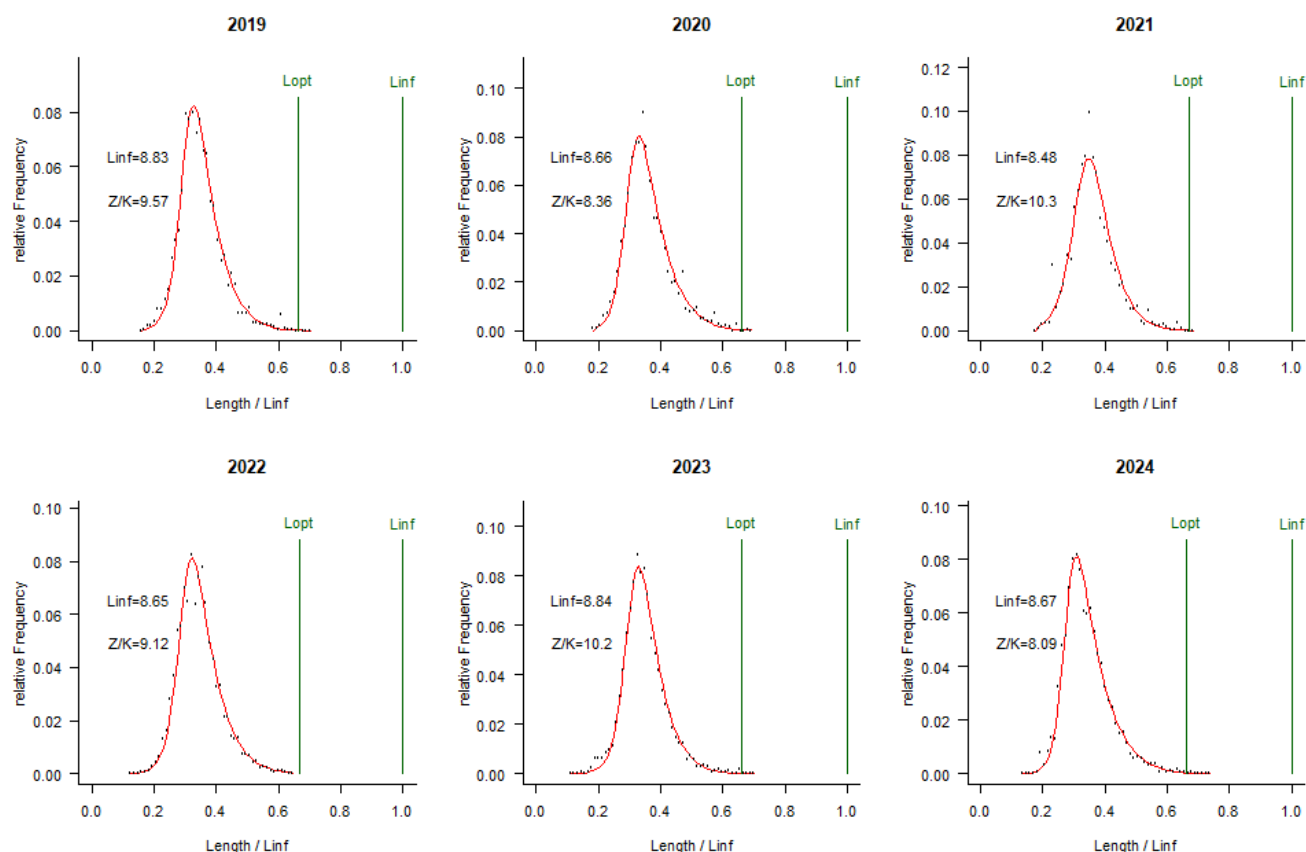 2019
2020
2021
Lopt Linf
Lopt Linf
Lopt Linf
relative Frequency
0.08
0.06
0.04
0.02
0.00
Linf=8.83
Z/K=9.57
0.0 0.2 0.4 0.6 0.8 1.0
Length / Linf
relative Frequency
0.10
0.08
0.06
0.04
0.02
0.00
Linf=8.66
Z/K=8.36
0.0 0.2 0.4 0.6 0.8 1.0
Length / Linf
relative Frequency
0.12
0.10
0.08
0.06
0.04
0.02
0.00
Linf=8.48
Z/K=10.3
0.0 0.2 0.4 0.6 0.8 1.0
Length / Linf
2022
2023
2024
Lopt Linf
Lopt Linf
Lopt Linf
relative Frequency
0.10
0.08
0.06
0.04
0.02
0.00
Linf=8.65
Z/K=9.12
0.0 0.2 0.4 0.6 0.8 1.0
Length / Linf
relative Frequency
0.10
0.08
0.06
0.04
0.02
0.00
Linf=8.84
Z/K=10.2
0.0 0.2 0.4 0.6 0.8 1.0
Length / Linf
relative Frequency
0.10
0.08
0.06
0.04
0.02
0.00
Linf=8.67
Z/K=8.09
0.0 0.2 0.4 0.6 0.8 1.0
Length / Linf